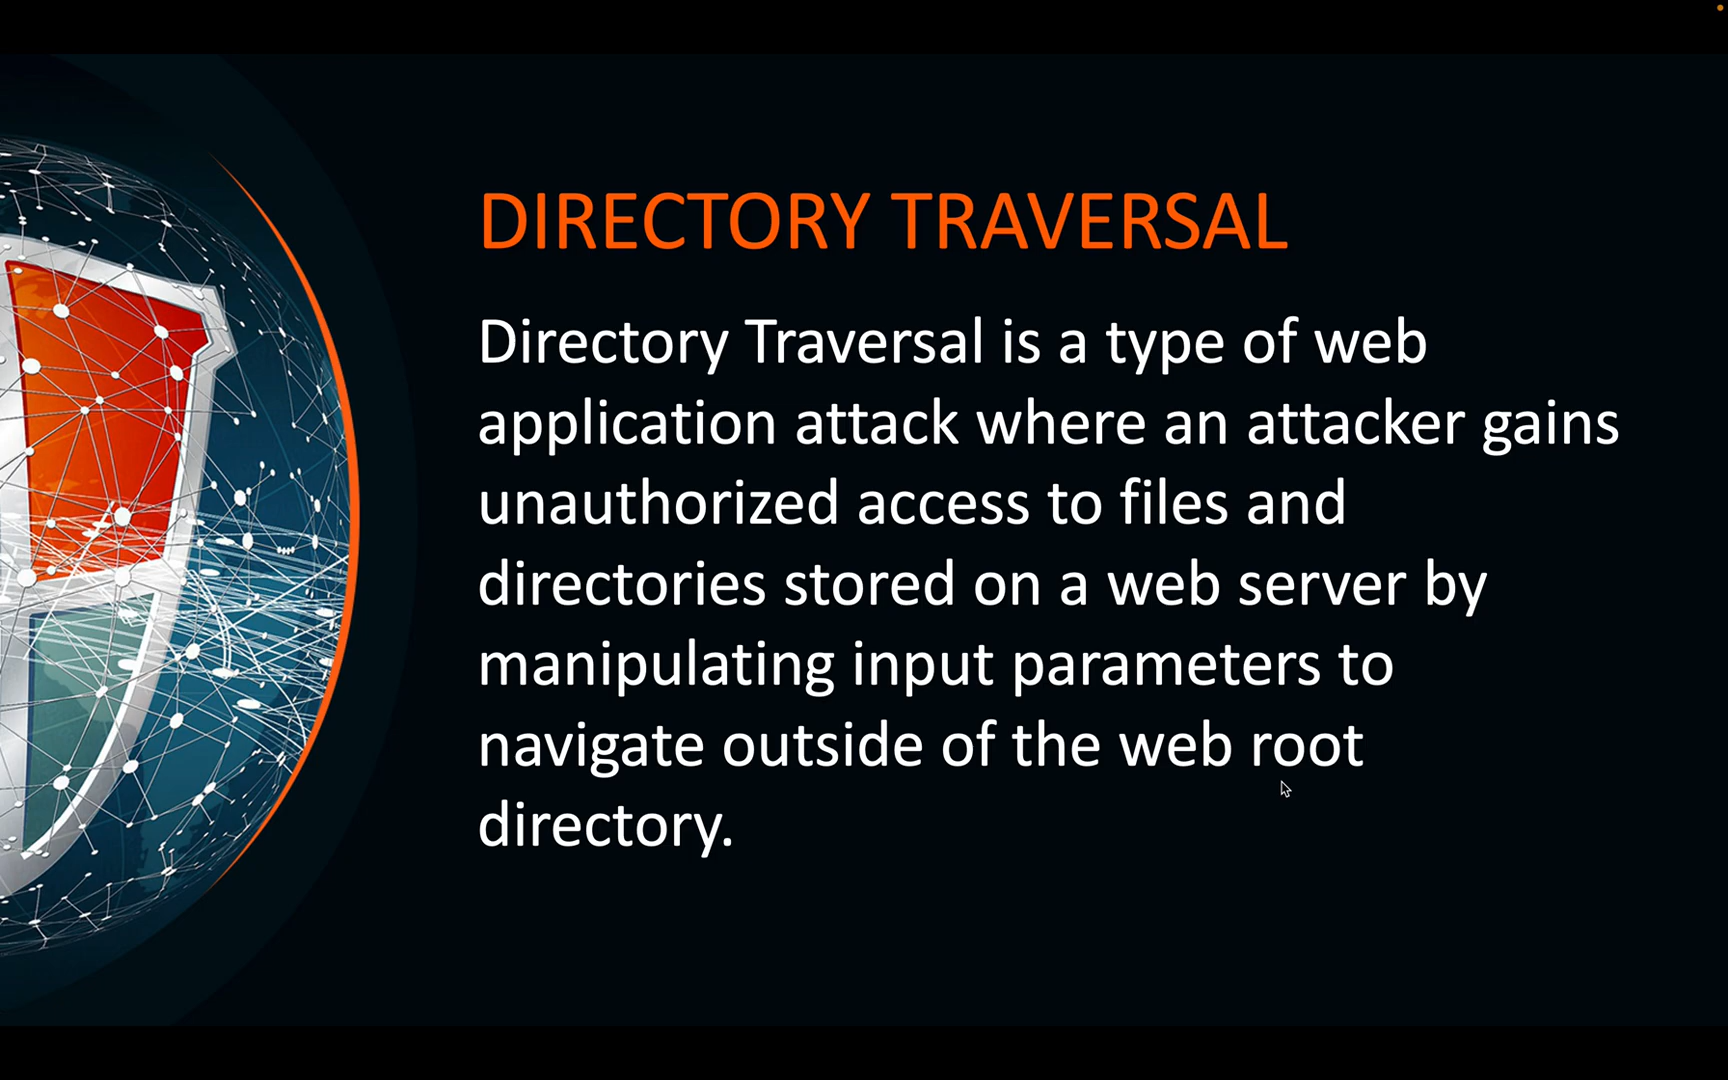 DIRECTORY TRAVERSAL
Directory Traversal is a type of web
application attack where an attacker gains
unauthorized access to files and
directories stored on a web server by
manipulating input parameters to
navigate outside of the web root
directory.